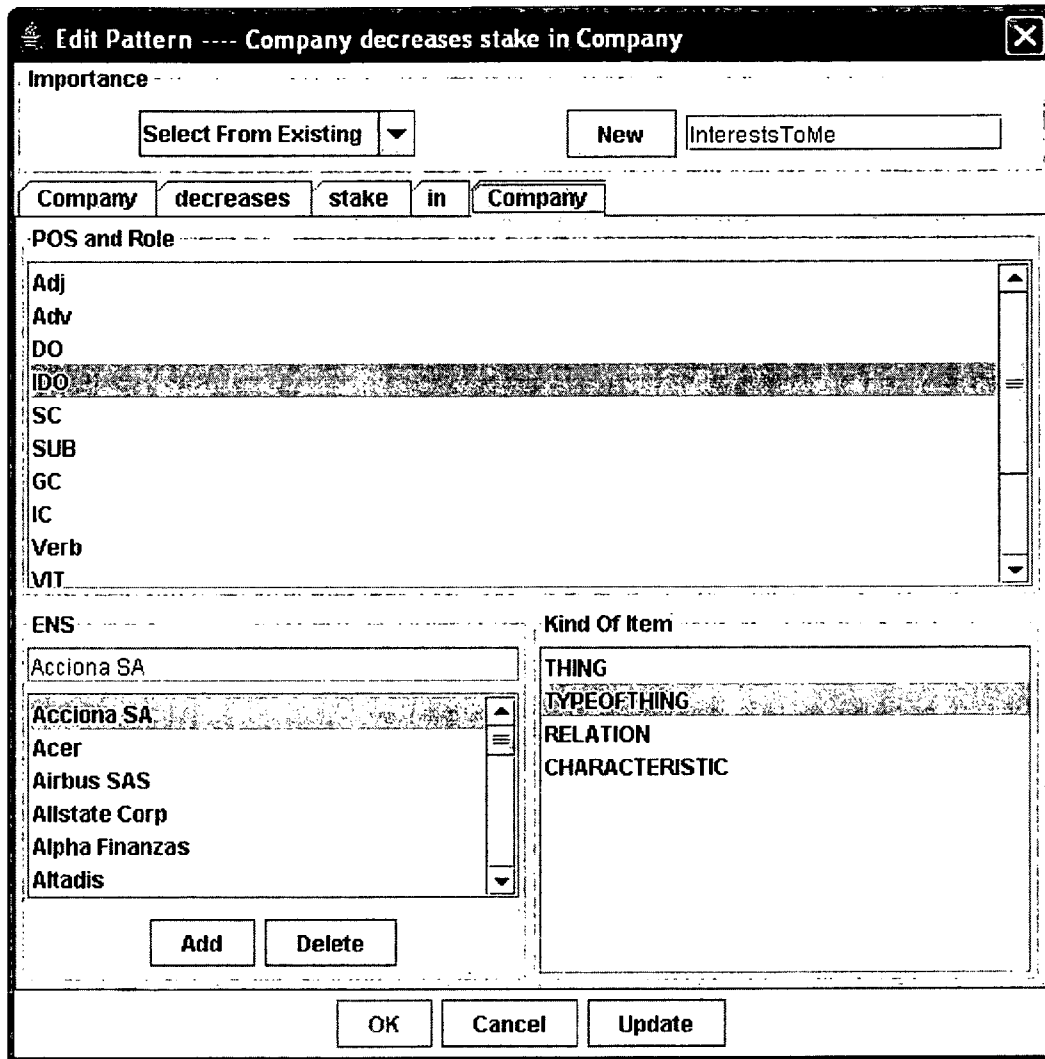 Edit Pattern ---- Company decreases stake in Company
Importance
Select From Existing New InterestsToMe
Company decreases stake in Company
POS and Role
Adj
Adv
DO
IDO
SC
SUB
GC
IC
Verb
VIT
ENS
Acciona SA
Acciona SA
Acer
Airbus SAS
Allstate Corp
Alpha Finanzas
Altadis
Add Delete
Kind Of Item
THING
TYPEOFTHING
RELATION
CHARACTERISTIC
OK Cancel Update